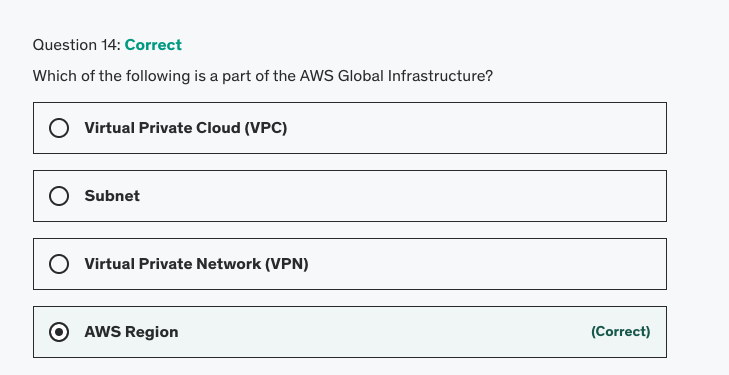 Question 14: Correct
Which of the following is a part of the AWS Global Infrastructure?
Virtual Private Cloud (VPC)
Subnet
Virtual Private Network (VPN)
AWS Region (Correct)